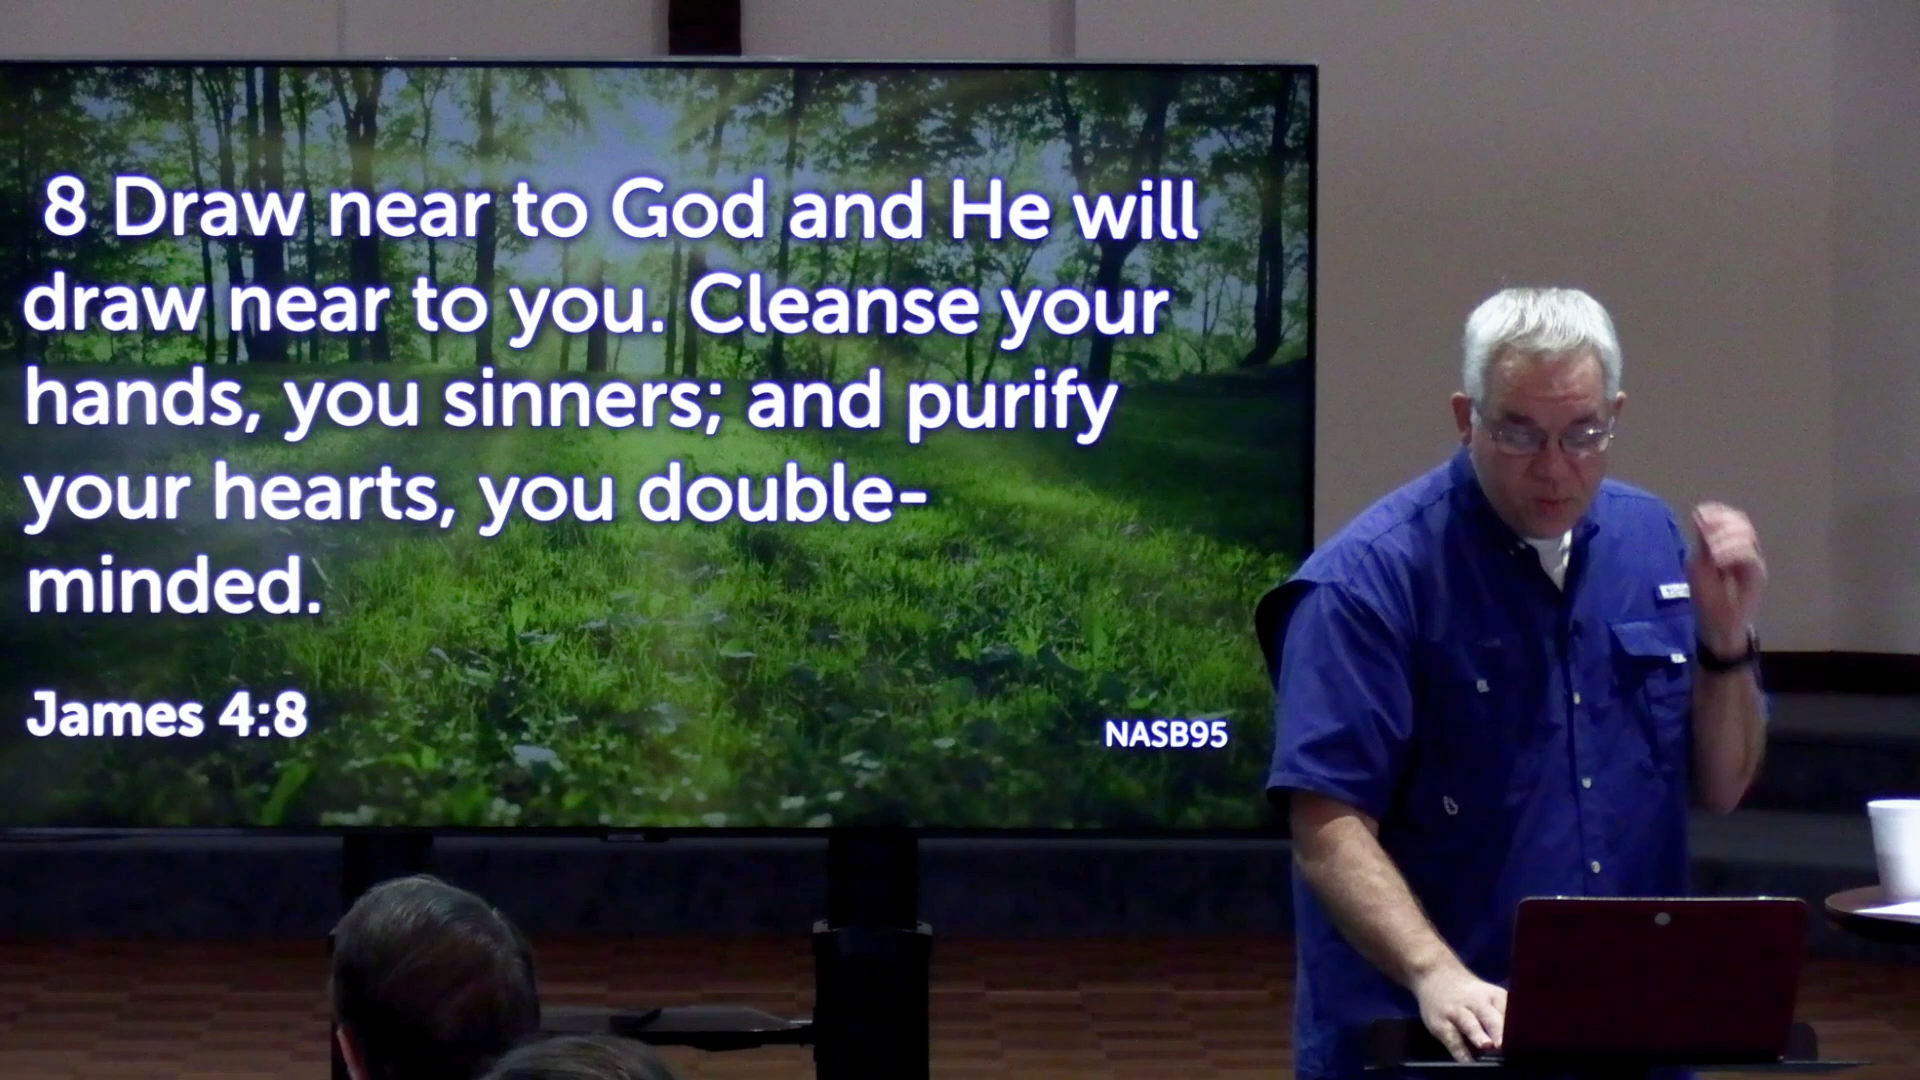 8 Draw near to God and He will
draw near to you. Cleanse your
hands, you sinners; and purify
your hearts, you double-
minded.
James 4:8
NASB95